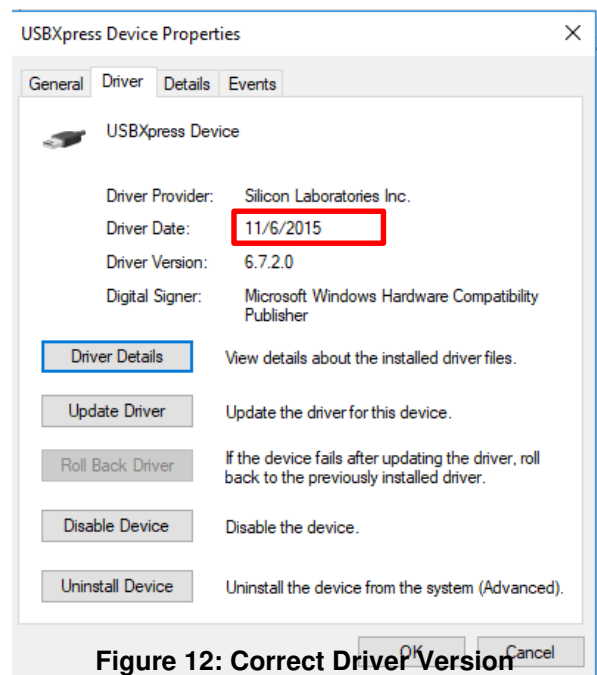 USBXpress Device Properties
General Driver Details Events
USBXpress Device
Driver Provider: Silicon Laboratories Inc.
Driver Date: 11/6/2015
Driver Version: 6.7.2.0
Digital Signer: Microsoft Windows Hardware Compatibility
Publisher
Driver Details View details about the installed driver files.
Update Driver Update the driver for this device.
Roll Back Driver If the device fails after updating the driver, roll
back to the previously installed driver.
Disable Device Disable the device.
Uninstall Device Uninstall the device from the system (Advanced).
OK Cancel
Figure 12: Correct Driver Version